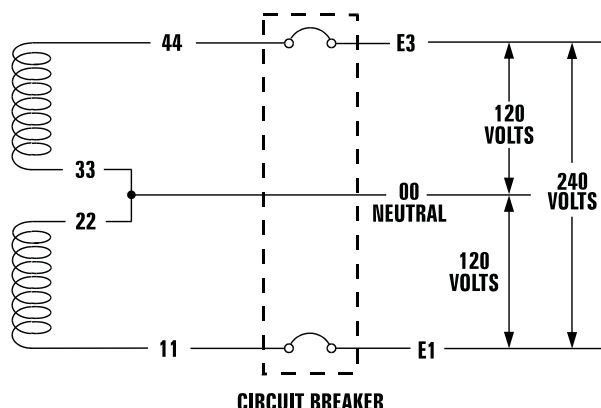 44
E3
120
VOLTS
33
00
NEUTRAL
240
VOLTS
22
120
VOLTS
11
E1
CIRCUIT BREAKER